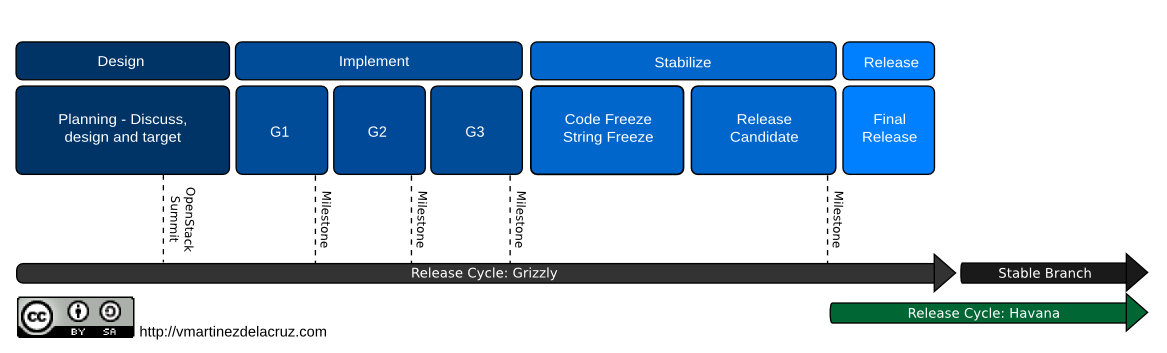 Design
Implement
Stabilize
Release
Planning - Discuss,
design and target
G1
G2
G3
Code Freeze
String Freeze
Release
Candidate
Final
Release
OpenStack
Summit
Milestone
Milestone
Milestone
Milestone
Release Cycle: Grizzly
Stable Branch
Release Cycle: Havana
cc
BY SA
http://vmartinezdelacruz.com